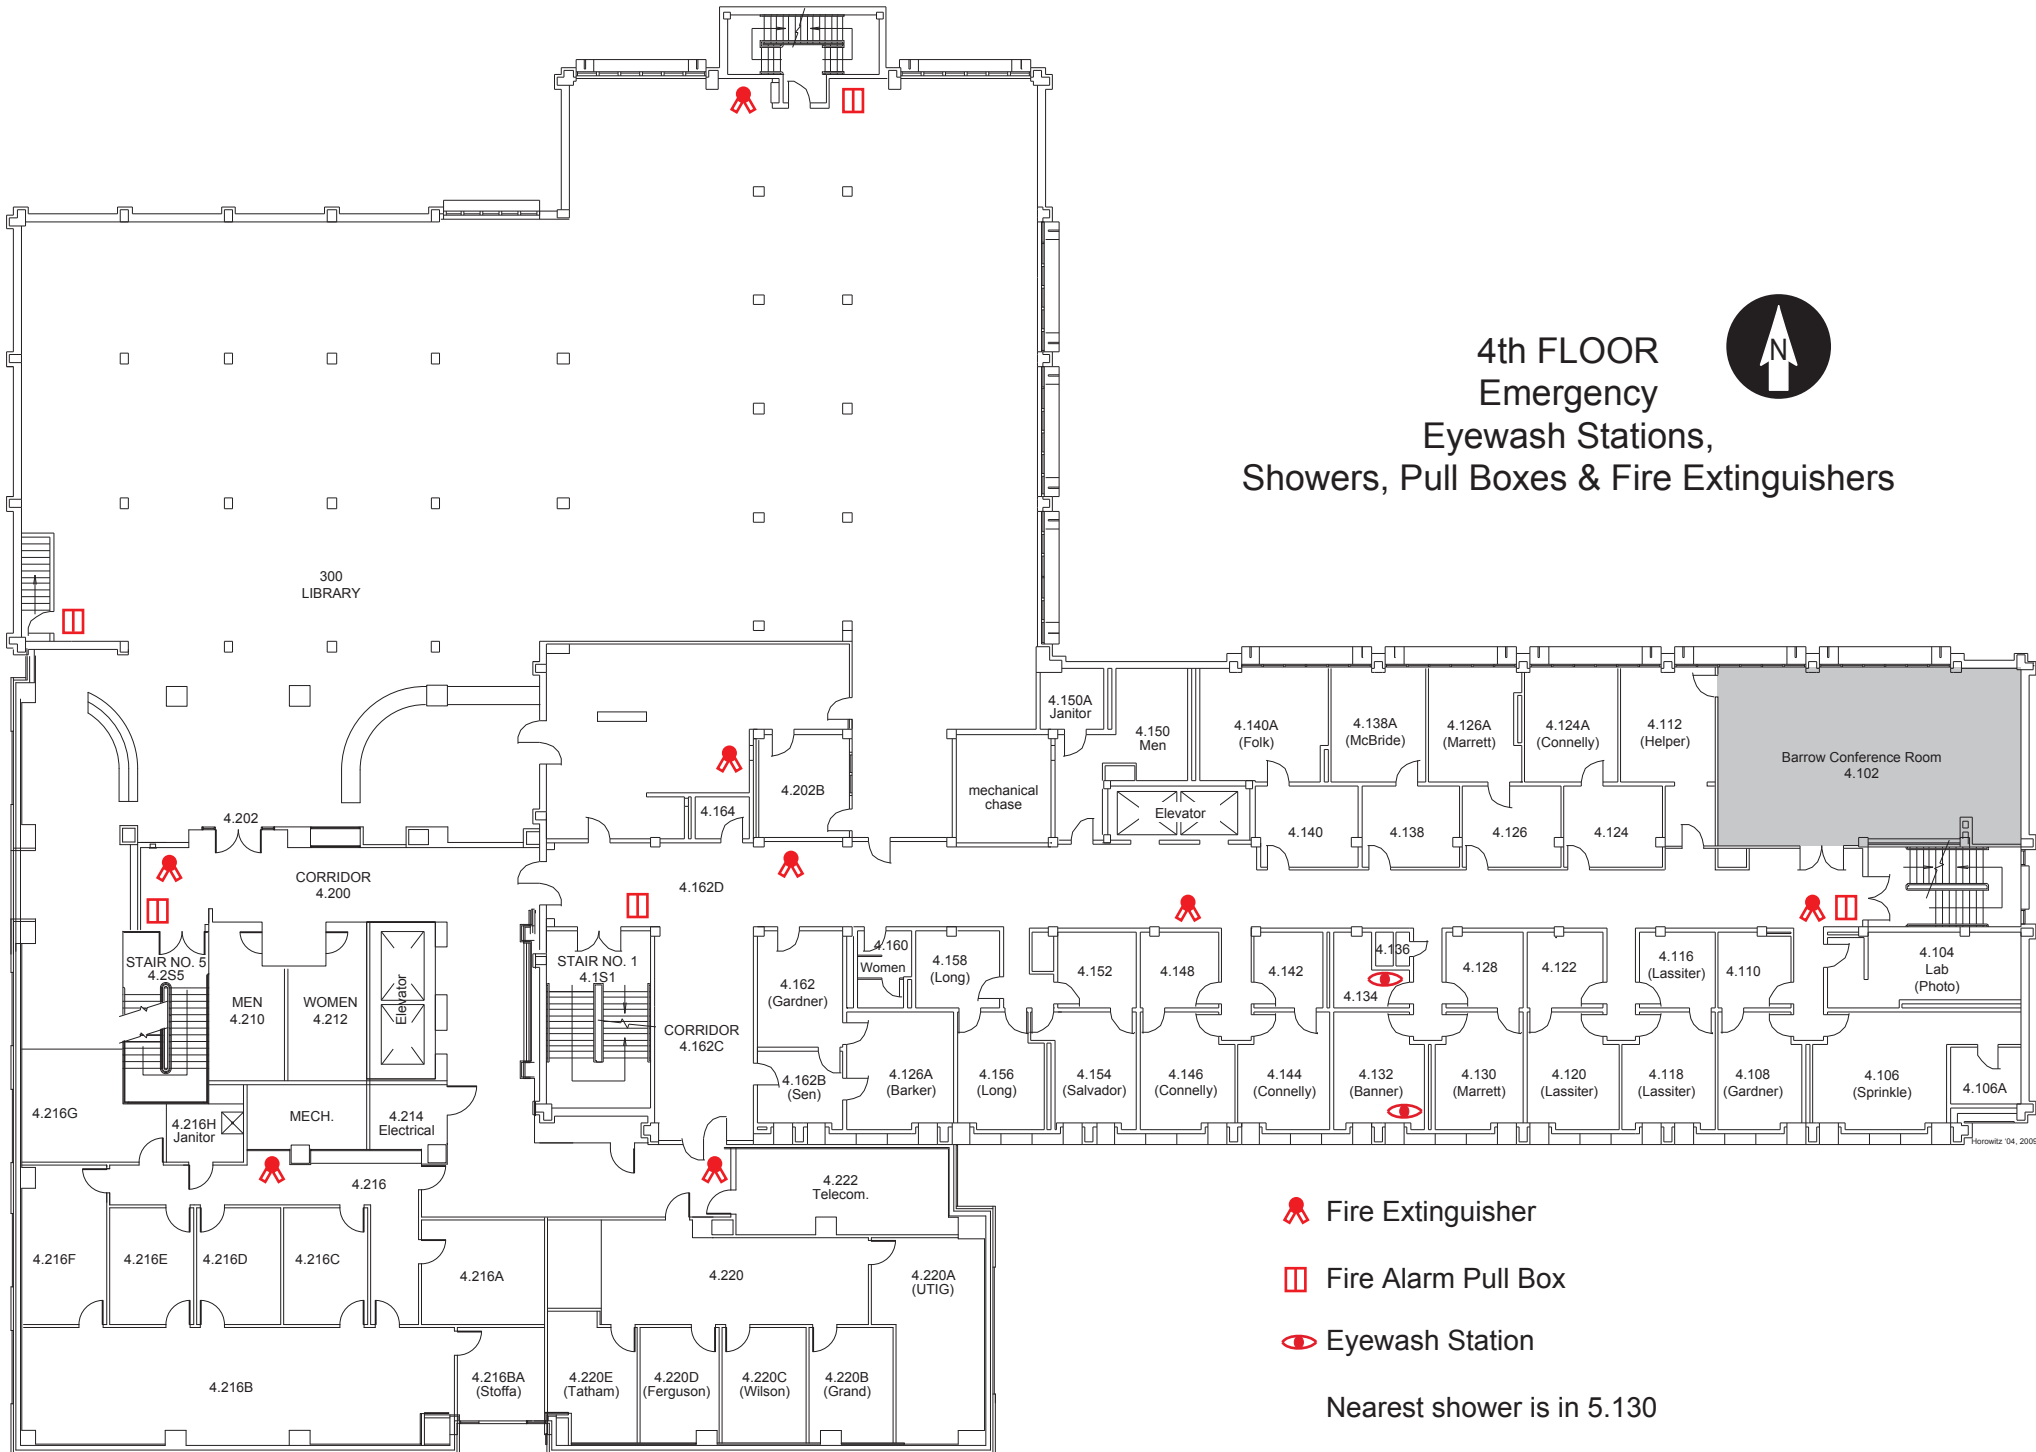 4th FLOOR
Emergency
Eyewash Stations,
Showers, Pull Boxes & Fire Extinguishers
N
300
LIBRARY
4.150A
Janitor
4.150
Men
4.140A
(Folk)
4.138A
(McBride)
4.126A
(Marrett)
4.124A
(Connelly)
4.112
(Helper)
Barrow Conference Room
4.102
4.202B
mechanical
chase
4.164
Elevator
4.140
4.138
4.126
4.124
4.202
CORRIDOR
4.200
4.162D
STAIR NO. 5
4.2S5
STAIR NO. 1
4.1S1
MEN
4.210
WOMEN
4.212
Elevator
CORRIDOR
4.162C
4.162
(Gardner)
4.160
Women
4.158
(Long)
4.152
4.148
4.142
4.136
4.134
4.128
4.122
4.116
(Lassiter)
4.110
4.104
Lab
(Photo)
4.162B
(Sen)
4.126A
(Barker)
4.156
(Long)
4.154
(Salvador)
4.146
(Connelly)
4.144
(Connelly)
4.132
(Banner)
4.130
(Marrett)
4.120
(Lassiter)
4.118
(Lassiter)
4.108
(Gardner)
4.106
(Sprinkle)
4.106A
Horowitz '04, 2009
4.216G
4.216H
Janitor
MECH.
4.214
Electrical
4.216
4.222
Telecom.
4.216F
4.216E
4.216D
4.216C
4.216A
4.220
4.220A
(UTIG)
4.216B
4.216BA
(Stoffa)
4.220E
(Tatham)
4.220D
(Ferguson)
4.220C
(Wilson)
4.220B
(Grand)
Fire Extinguisher
Fire Alarm Pull Box
Eyewash Station
Nearest shower is in 5.130